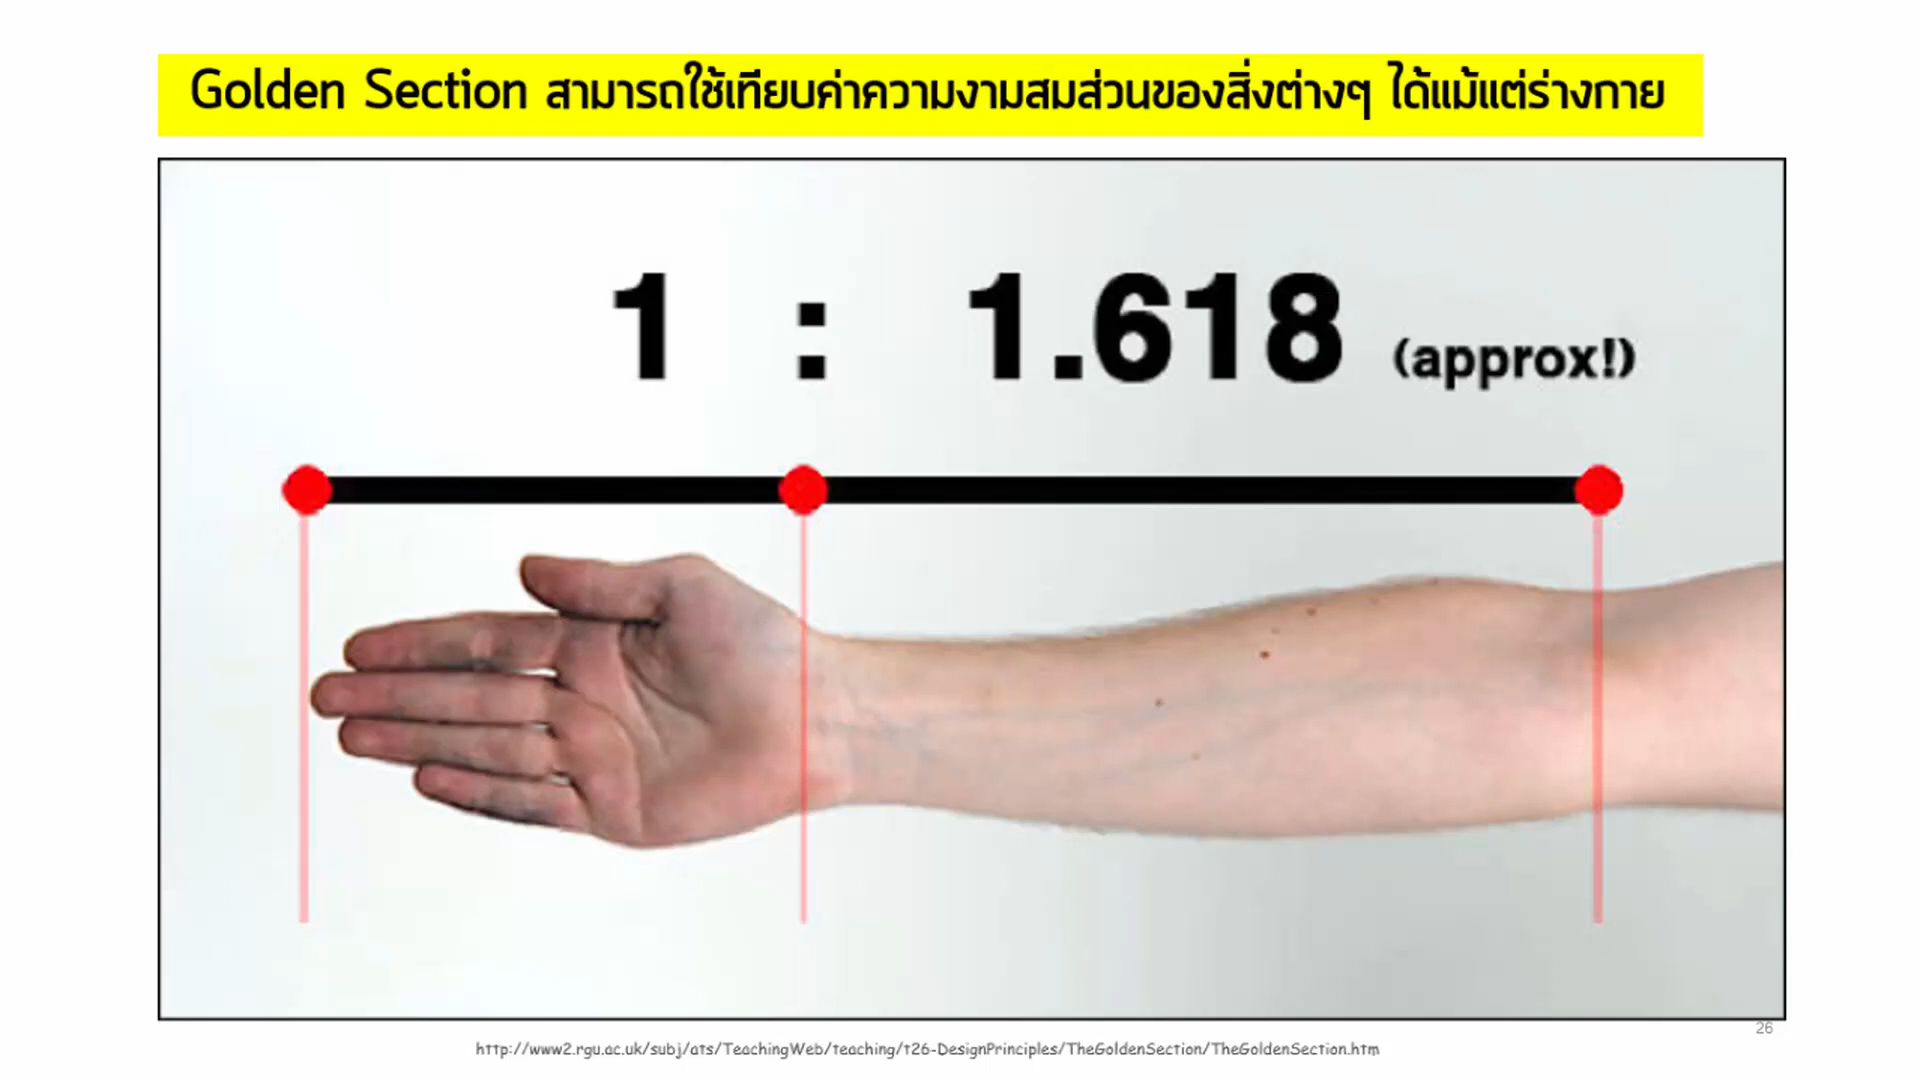 Golden Section สามารถใช้เทียบค่าความงามสมส่วนของสิ่งต่างๆ ได้แม้แต่ร่างกาย
1 : 1.618 (approx!)
26
http://www2.rgu.ac.uk/subj/ats/TeachingWeb/teaching/t26-DesignPrinciples/TheGoldenSection/TheGoldenSection.htm